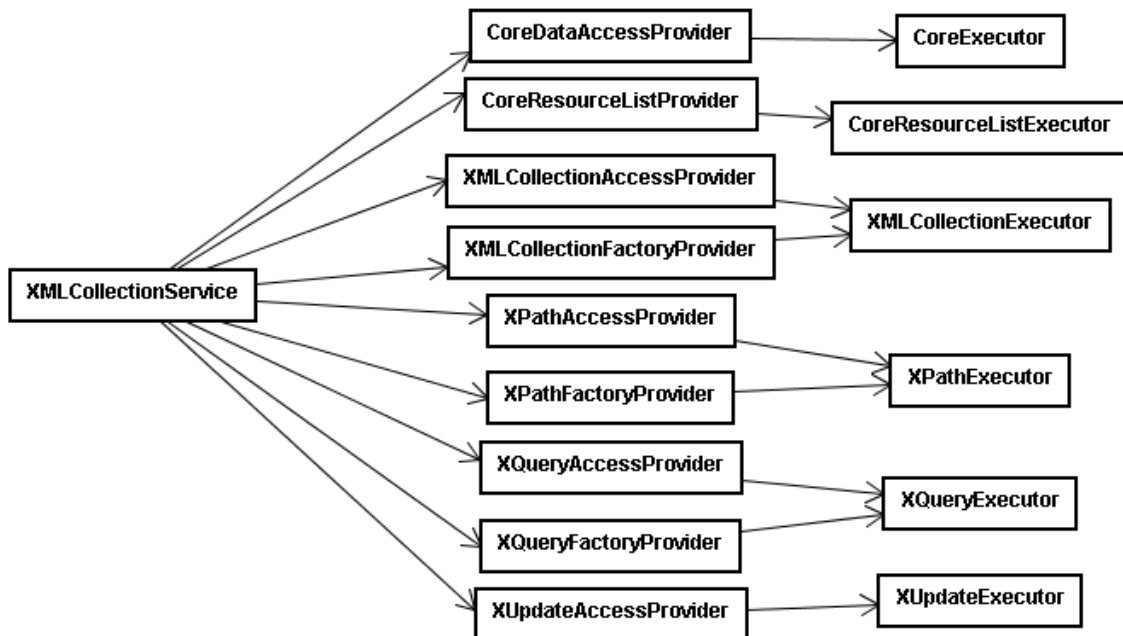 CoreDataAccessProvider
CoreExecutor
CoreResourceListProvider
CoreResourceListExecutor
XMLCollectionAccessProvider
XMLCollectionExecutor
XMLCollectionFactoryProvider
XMLCollectionService
XPathAccessProvider
XPathExecutor
XPathFactoryProvider
XQueryAccessProvider
XQueryExecutor
XQueryFactoryProvider
XUpdateAccessProvider
XUpdateExecutor